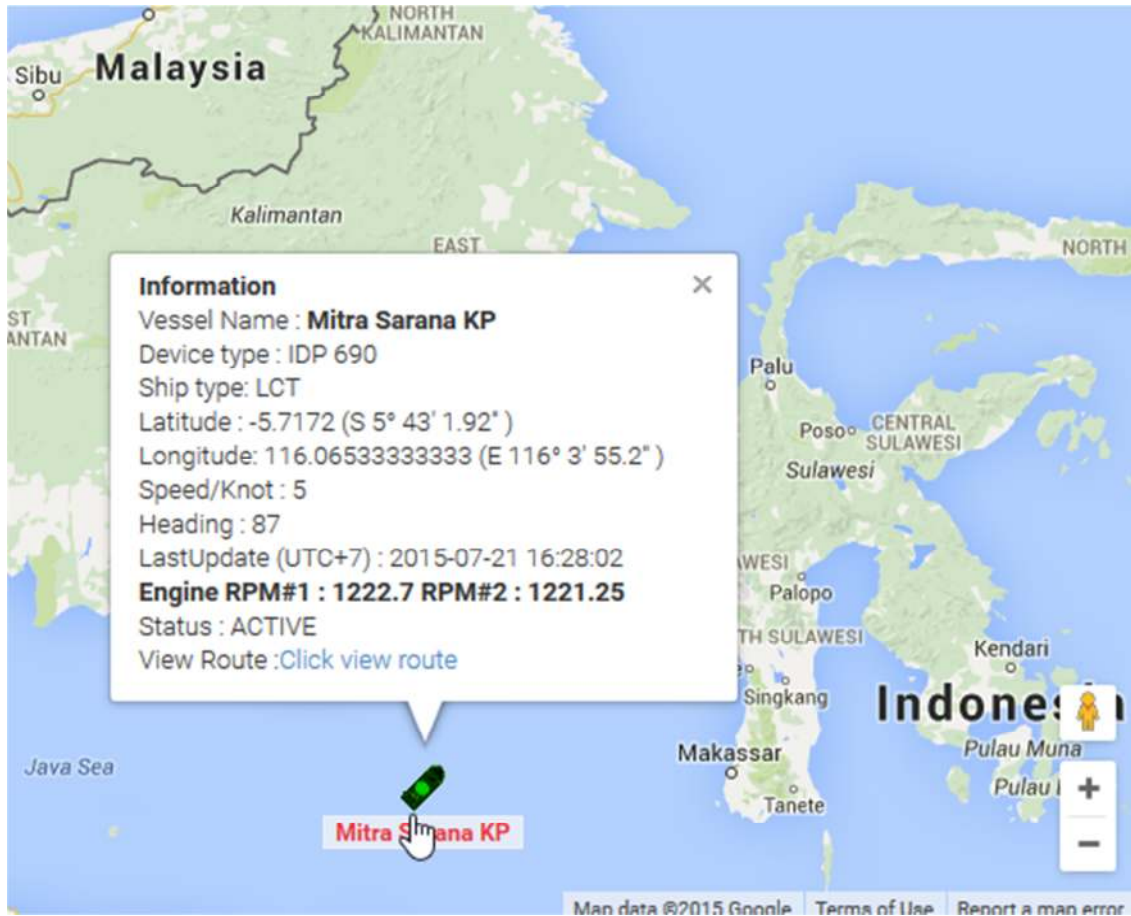 NORTH
KALIMANTAN
Sibu
Malaysia
Kalimantan
EAST
NORTH
ST
ANTAN
Information
×
Vessel Name : Mitra Sarana KP
Device type : IDP 690
Ship type: LCT
Latitude : -5.7172 (S 5° 43' 1.92" )
Longitude: 116.06533333333 (E 116° 3' 55.2" )
Speed/Knot : 5
Heading : 87
LastUpdate (UTC+7) : 2015-07-21 16:28:02
Engine RPM#1 : 1222.7 RPM#2 : 1221.25
Status : ACTIVE
View Route :Click view route
Palu
Poso
CENTRAL
SULAWESI
Sulawesi
AWESI
Palopo
TH SULAWESI
Kendari
Singkang
Indones
Makassar
Pulau Muna
Pulau
Tanete
Java Sea
Mitra S ana KP
+
−
Map data ©2015 Google
Terms of Use
Report a map error